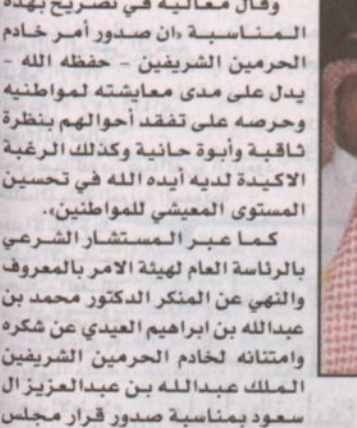 وقال معاليه في تصريح بهذه
المناسبة «ان صدور أمر خادم
الحرمين الشريفين - حفظه الله -
يدل على مدى معايشته لمواطنيه
وحرصه على تفقد أحوالهم بنظرة
ثاقبة وأبوة حانية وكذلك الرغبة
الاكيدة لديه أيده الله في تحسين
المستوى المعيشي للمواطنين».
كما عبر المستشار الشرعي
بالرئاسة العام لهيئة الامر بالمعروف
والنهي عن المنكر الدكتور محمد بن
عبدالله بن ابراهيم العيدي عن شكره
وامتنانه لخادم الحرمين الشريفين
الملك عبدالله بن عبدالعزيز ال
سعود بمناسبة صدور قرار مجلس